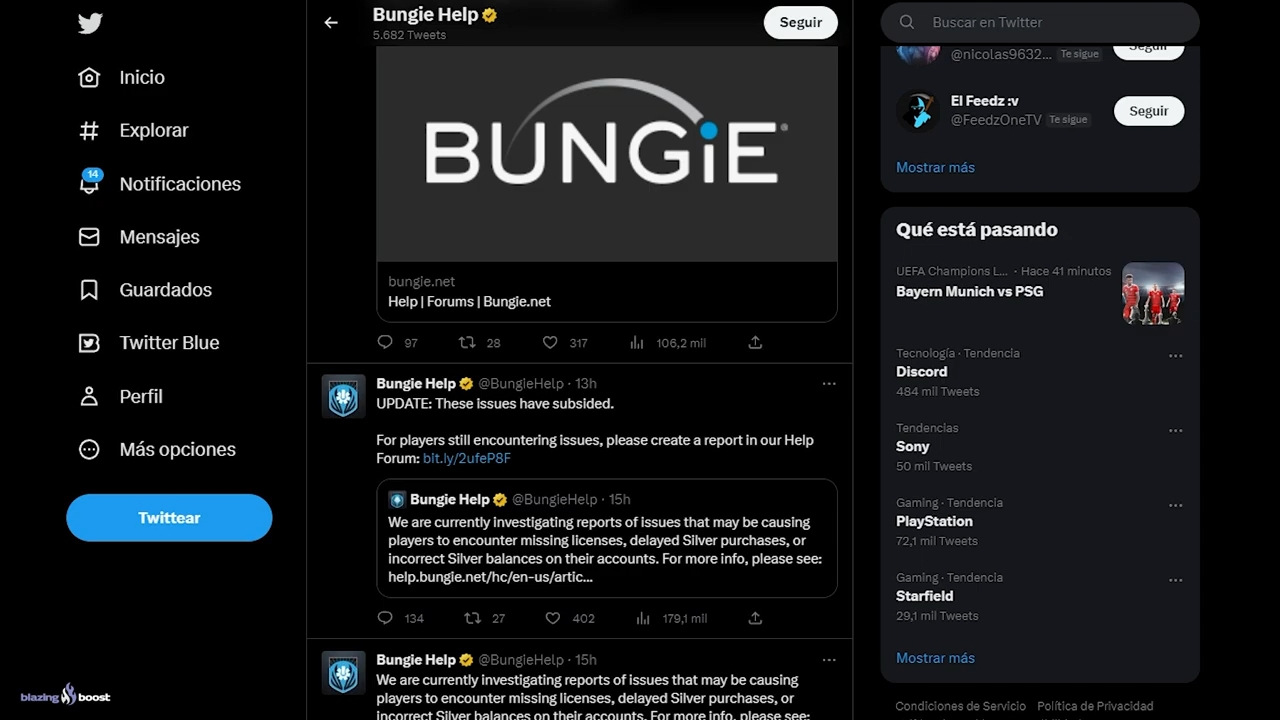 Inicio
Explorar
14
Notificaciones
Mensajes
Guardados
Twitter Blue
Perfil
Más opciones
Twittear
blazing boost
Bungie Help
5.682 Tweets
Seguir
BUNGiE
bungie.net
Help | Forums | Bungie.net
97 28 317 106,2 mil
Bungie Help @BungieHelp · 13h
UPDATE: These issues have subsided.
For players still encountering issues, please create a report in our Help
Forum: bit.ly/2ufeP8F
Bungie Help @BungieHelp · 15h
We are currently investigating reports of issues that may be causing
players to encounter missing licenses, delayed Silver purchases, or
incorrect Silver balances on their accounts. For more info, please see:
help.bungie.net/hc/en-us/artic...
134 27 402 179,1 mil
Bungie Help @BungieHelp · 15h
We are currently investigating reports of issues that may be causing
players to encounter missing licenses, delayed Silver purchases, or
incorrect Silver balances on their accounts. For more info, please see:
Buscar en Twitter
@nicolas9632... Te sigue
Seguir
El Feedz :v
@FeedzOneTV Te sigue
Seguir
Mostrar más
Qué está pasando
UEFA Champions L... · Hace 41 minutos
Bayern Munich vs PSG
Tecnología · Tendencia
Discord
484 mil Tweets
Tendencias
Sony
50 mil Tweets
Gaming · Tendencia
PlayStation
72,1 mil Tweets
Gaming · Tendencia
Starfield
29,1 mil Tweets
Mostrar más
Condiciones de Servicio Política de Privacidad